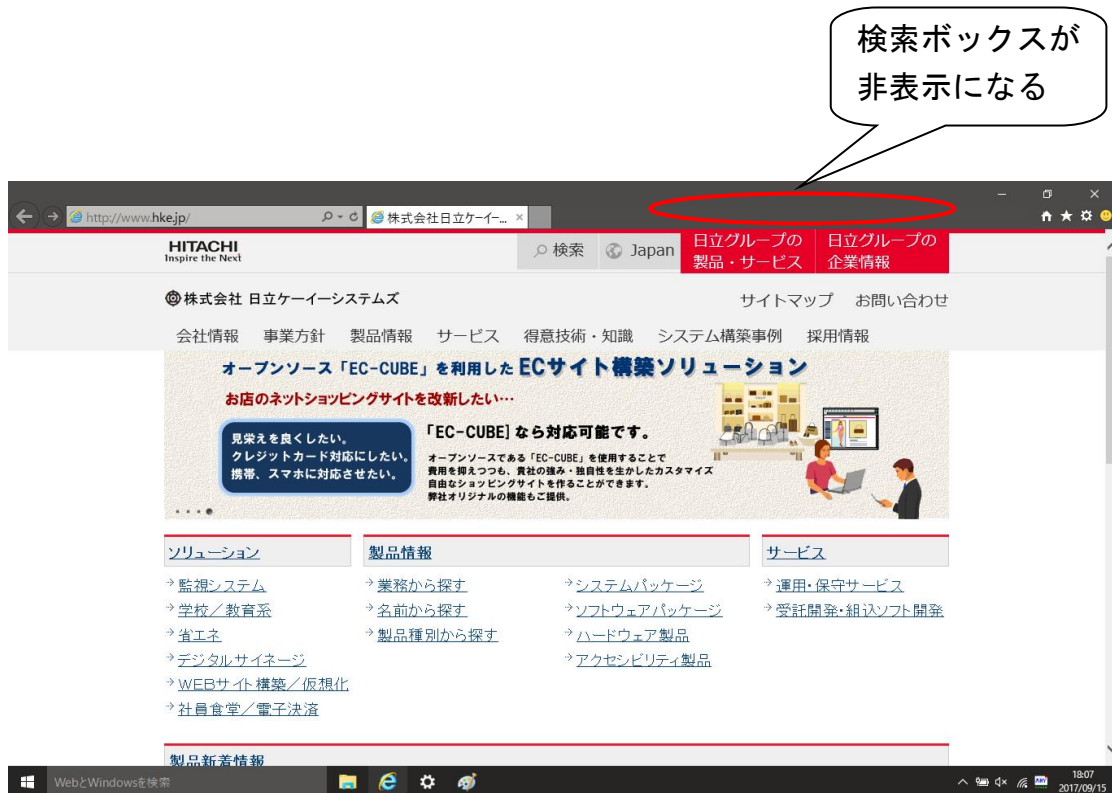 検索ボックスが
非表示になる
http://www.hke.jp/
株式会社日立ケーイー...
HITACHI
Inspire the Next
検索
Japan
日立グループの
製品・サービス
日立グループの
企業情報
株式会社 日立ケーイーシステムズ
サイトマップ
お問い合わせ
会社情報
事業方針
製品情報
サービス
得意技術・知識
システム構築事例
採用情報
オープンソース「EC-CUBE」を利用したECサイト構築ソリューション
お店のネットショッピングサイトを改新したい…
見栄えを良くしたい。
クレジットカード対応にしたい。
携帯、スマホに対応させたい。
「EC-CUBE]なら対応可能です。
オープンソースである「EC-CUBE」を使用することで
費用を抑えつつも、貴社の強み・独自性を生かしたカスタマイズ
自由なショッピングサイトを作ることができます。
弊社オリジナルの機能もご提供。
ソリューション
監視システム
学校／教育系
省エネ
デジタルサイネージ
WEBサイト構築／仮想化
社員食堂／電子決済
製品情報
業務から探す
名前から探す
製品種別から探す
システムパッケージ
ソフトウェアパッケージ
ハードウェア製品
アクセシビリティ製品
サービス
運用・保守サービス
受託開発・組込ソフト開発
製品新着情報
WebとWindowsを検索
18:07
2017/09/15